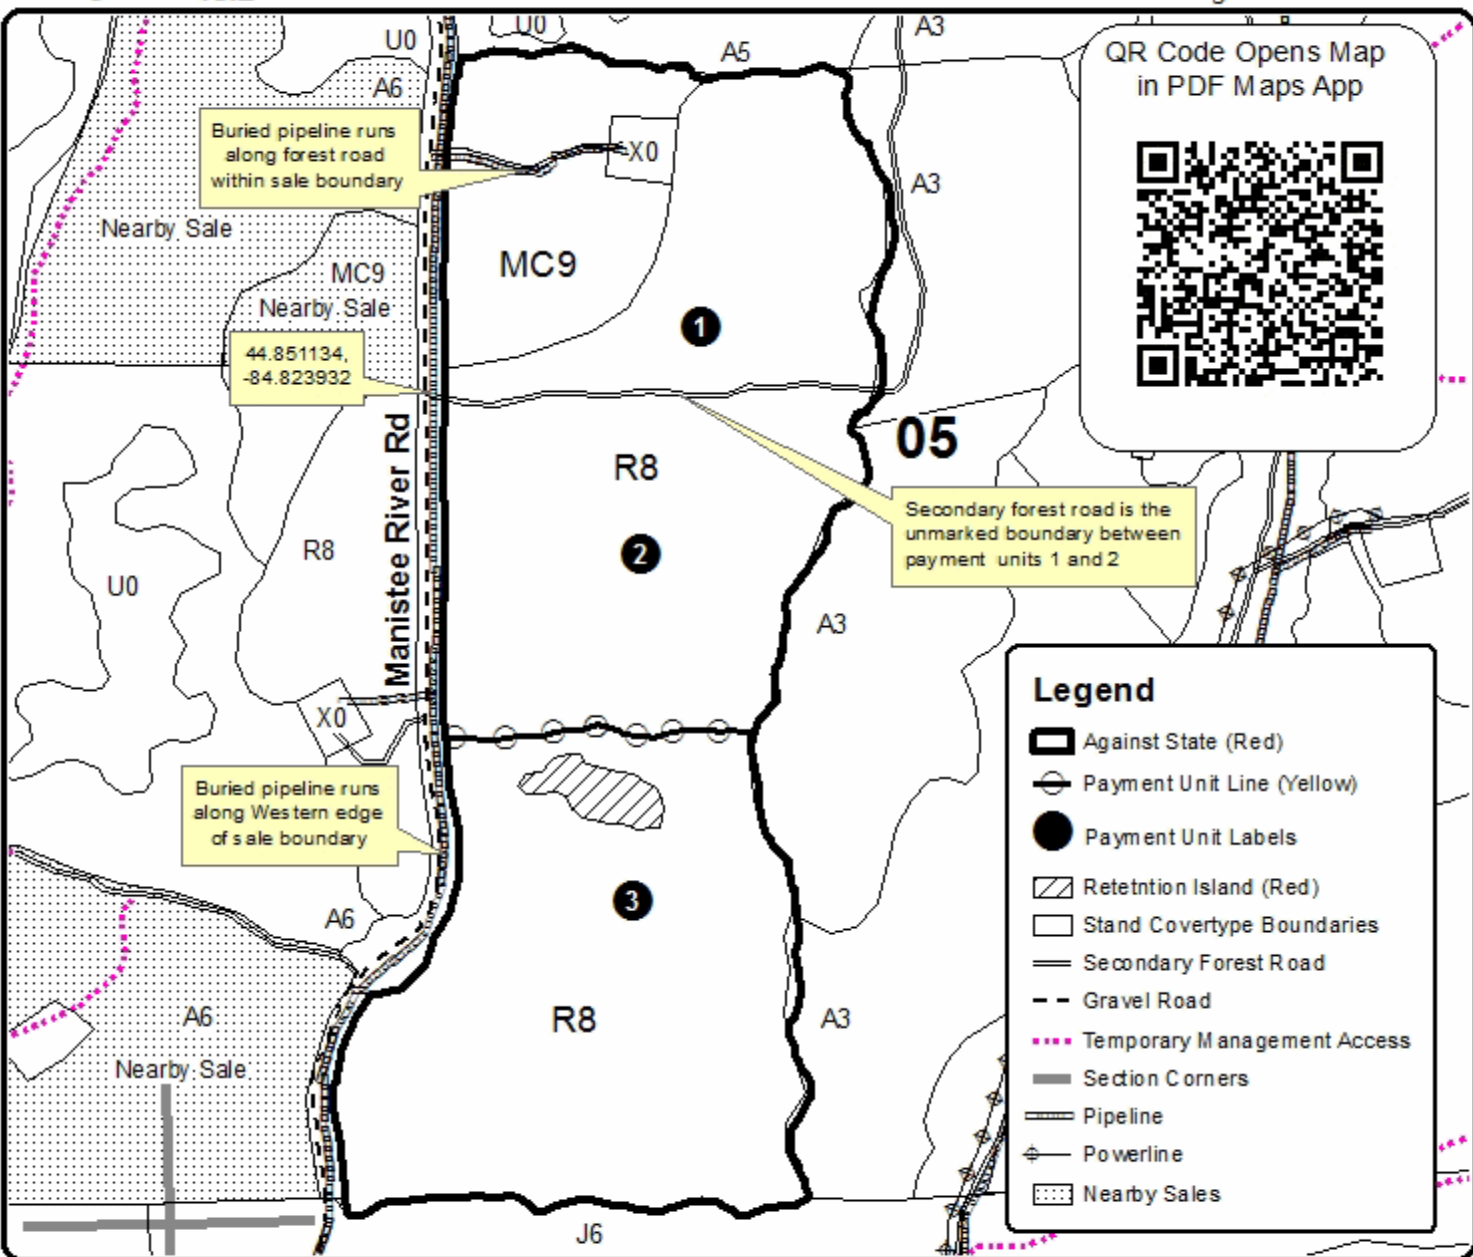 U0
U0
A5
A3
A6
QR Code Opens Map
in PDF Maps App
Buried pipeline runs
along forest road
within sale boundary
X0
A3
Nearby Sale
MC9
Nearby Sale
MC9
1
44.851134,
-84.823932
Manistee River Rd
05
R8
Secondary forest road is the
unmarked boundary between
payment units 1 and 2
R8
2
U0
A3
X0
Buried pipeline runs
along Western edge
of sale boundary
3
A6
R8
A3
A6
Nearby Sale
J6
Legend
Against State (Red)
Payment Unit Line (Yellow)
Payment Unit Labels
Retetntion Island (Red)
Stand Covertype Boundaries
Secondary Forest Road
Gravel Road
Temporary Management Access
Section Corners
Pipeline
Powerline
Nearby Sales